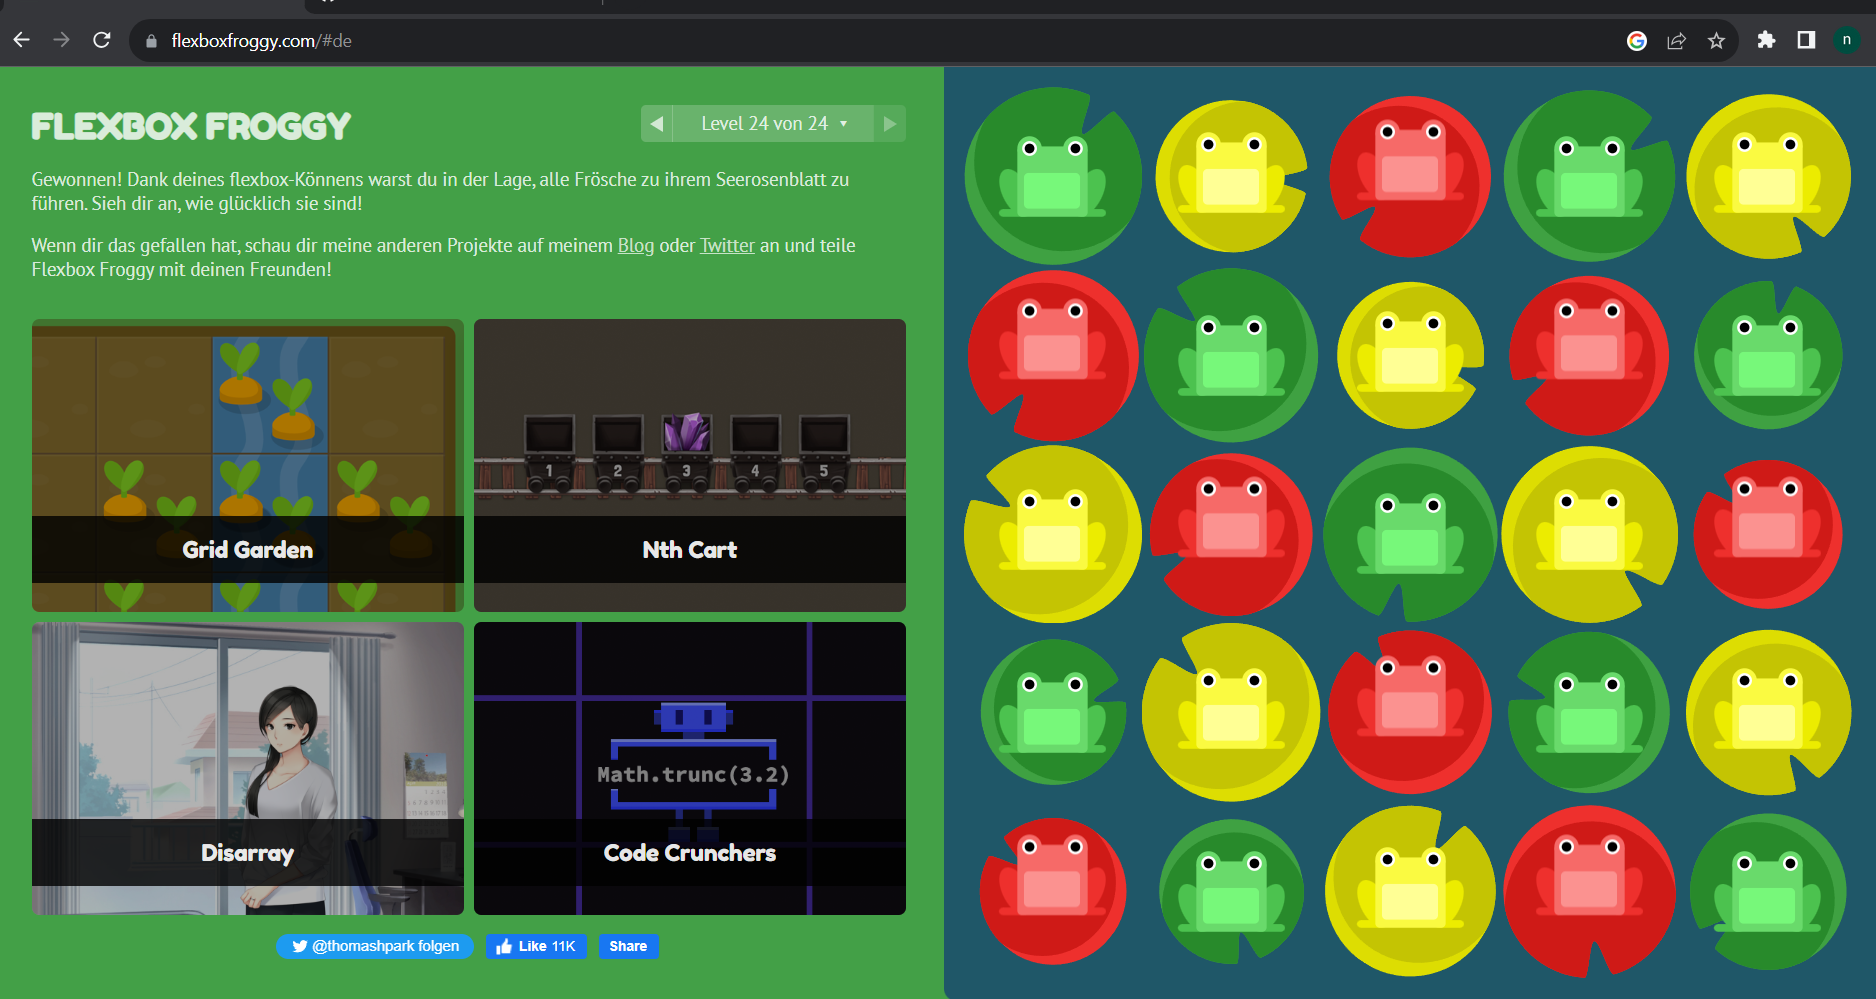 flexboxfroggy.com/#de
n
FLEXBOX FROGGY
Level 24 von 24
Gewonnen! Dank deines flexbox-Könnens warst du in der Lage, alle Frösche zu ihrem Seerosenblatt zu
führen. Sieh dir an, wie glücklich sie sind!
Wenn dir das gefallen hat, schau dir meine anderen Projekte auf meinem Blog oder Twitter an und teile
Flexbox Froggy mit deinen Freunden!
1 2 3 4 5
Grid Garden
Nth Cart
Math.trunc(3.2)
Disarray
Code Crunchers
@thomashpark folgen
Like 11K
Share